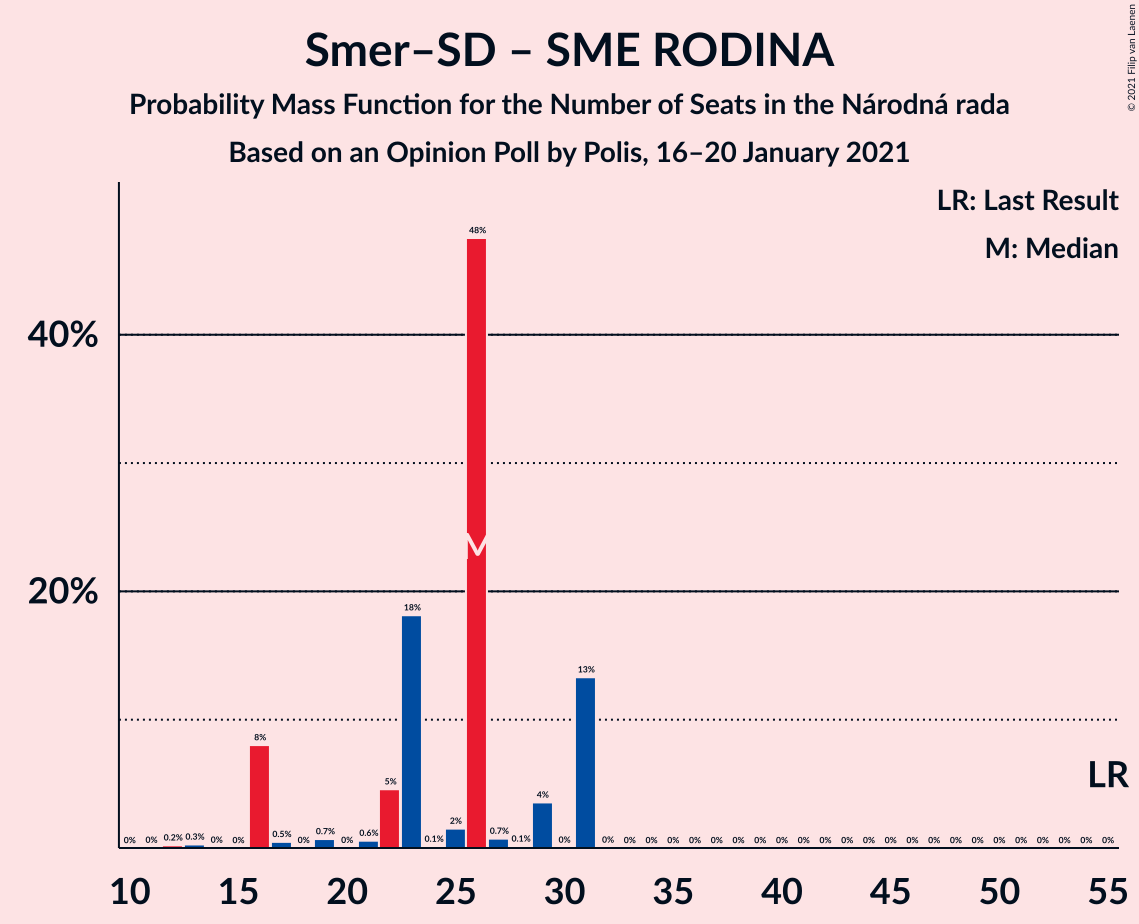 Smer–SD – SME RODINA
Probability Mass Function for the Number of Seats in the Národná rada
Based on an Opinion Poll by Polis, 16–20 January 2021
© 2021 Filip van Laenen
LR: Last Result
M: Median
40%
20%
0% 0% 0.2% 0.3% 0% 0% 8% 0.5% 0% 0.7% 0% 0.6% 5% 18% 0.1% 2% 48% 0.7% 0.1% 4% 0% 13% 0% 0% 0% 0% 0% 0% 0% 0% 0% 0% 0% 0% 0% 0% 0% 0% 0% 0% 0% 0% 0% 0% 0% 0%
M
LR
10 15 20 25 30 35 40 45 50 55